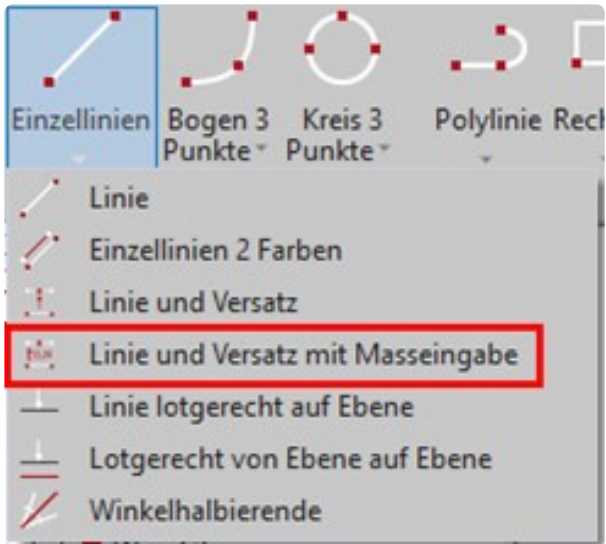 Einzellinien Bogen 3 Kreis 3 Polylinie
Punkte Punkte
Linie
Einzellinien 2 Farben
Linie und Versatz
Linie und Versatz mit Masseingabe
Linie lotgerecht auf Ebene
Lotgerecht von Ebene auf Ebene
Winkelhalbierende